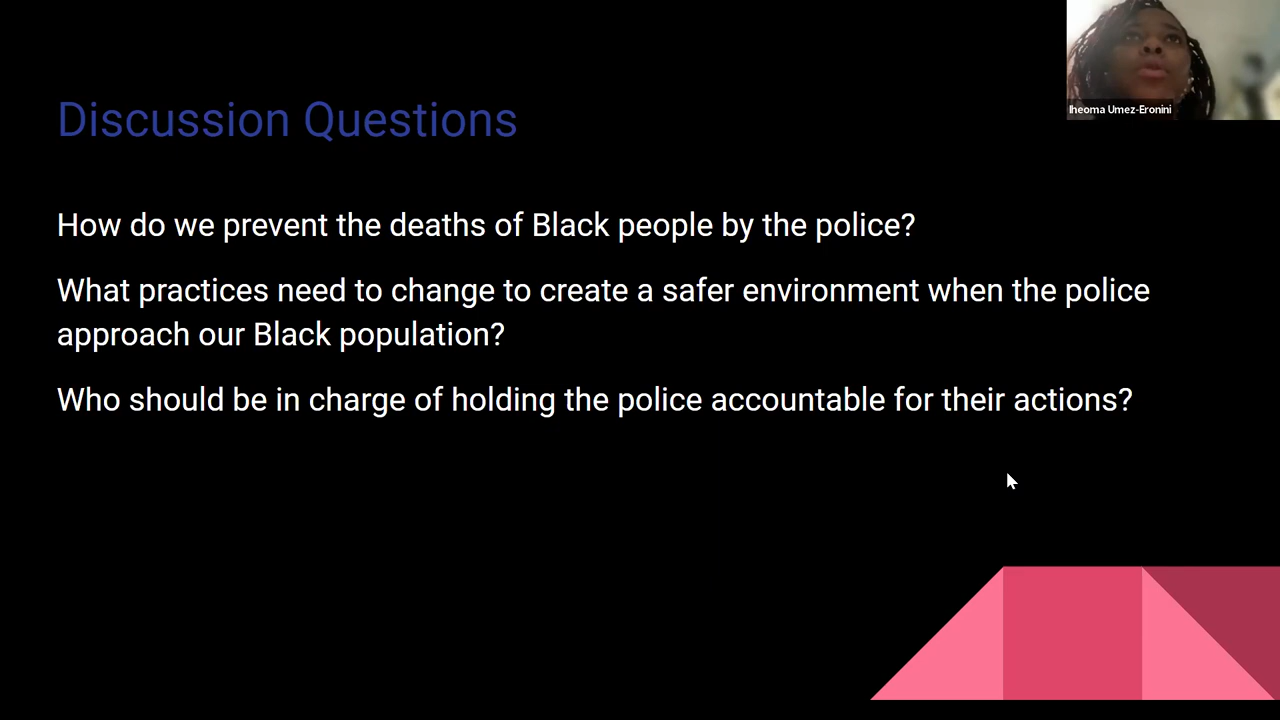 Iheoma Umez-Eronini
Discussion Questions
How do we prevent the deaths of Black people by the police?
What practices need to change to create a safer environment when the police
approach our Black population?
Who should be in charge of holding the police accountable for their actions?